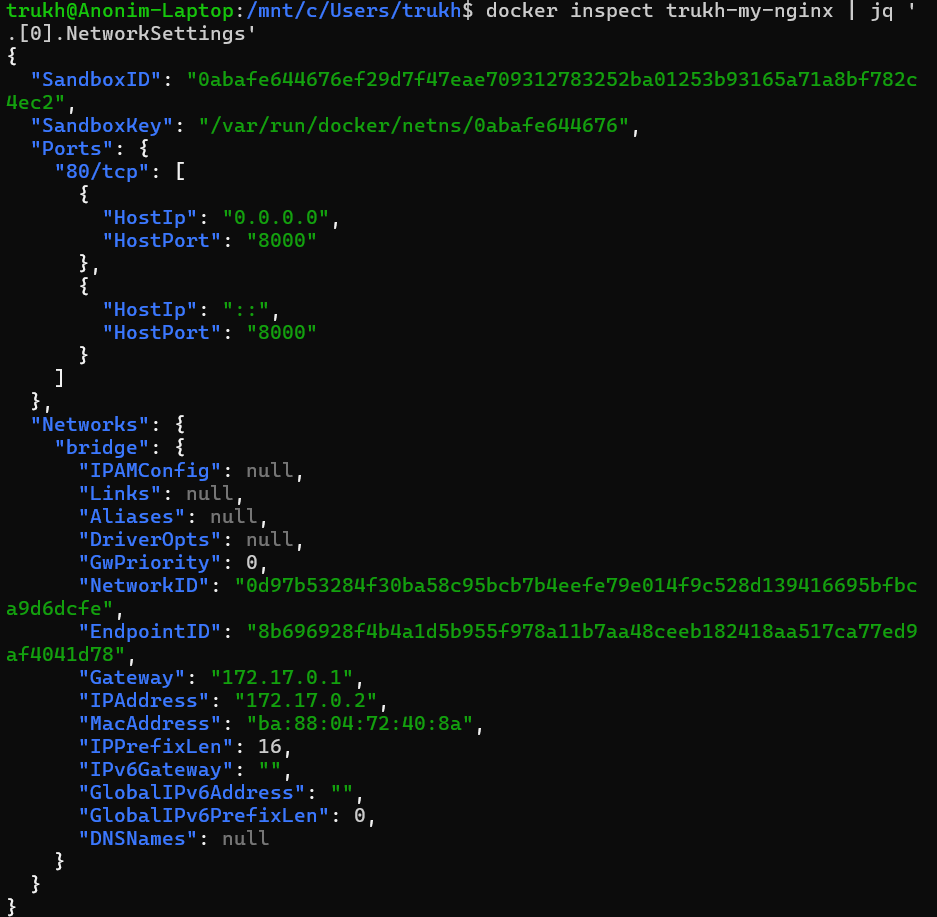 trukh@Anonim-Laptop:/mnt/c/Users/trukh$ docker inspect trukh-my-nginx | jq '
.[0].NetworkSettings'
{
  "SandboxID": "0abafe644676ef29d7f47eae709312783252ba01253b93165a71a8bf782c
4ec2",
  "SandboxKey": "/var/run/docker/netns/0abafe644676",
  "Ports": {
    "80/tcp": [
      {
        "HostIp": "0.0.0.0",
        "HostPort": "8000"
      },
      {
        "HostIp": "::",
        "HostPort": "8000"
      }
    ]
  },
  "Networks": {
    "bridge": {
      "IPAMConfig": null,
      "Links": null,
      "Aliases": null,
      "DriverOpts": null,
      "GwPriority": 0,
      "NetworkID": "0d97b53284f30ba58c95bcb7b4eefe79e014f9c528d139416695bfbc
a9d6dcfe",
      "EndpointID": "8b696928f4b4a1d5b955f978a11b7aa48ceeb182418aa517ca77ed9
af4041d78",
      "Gateway": "172.17.0.1",
      "IPAddress": "172.17.0.2",
      "MacAddress": "ba:88:04:72:40:8a",
      "IPPrefixLen": 16,
      "IPv6Gateway": "",
      "GlobalIPv6Address": "",
      "GlobalIPv6PrefixLen": 0,
      "DNSNames": null
    }
  }
}